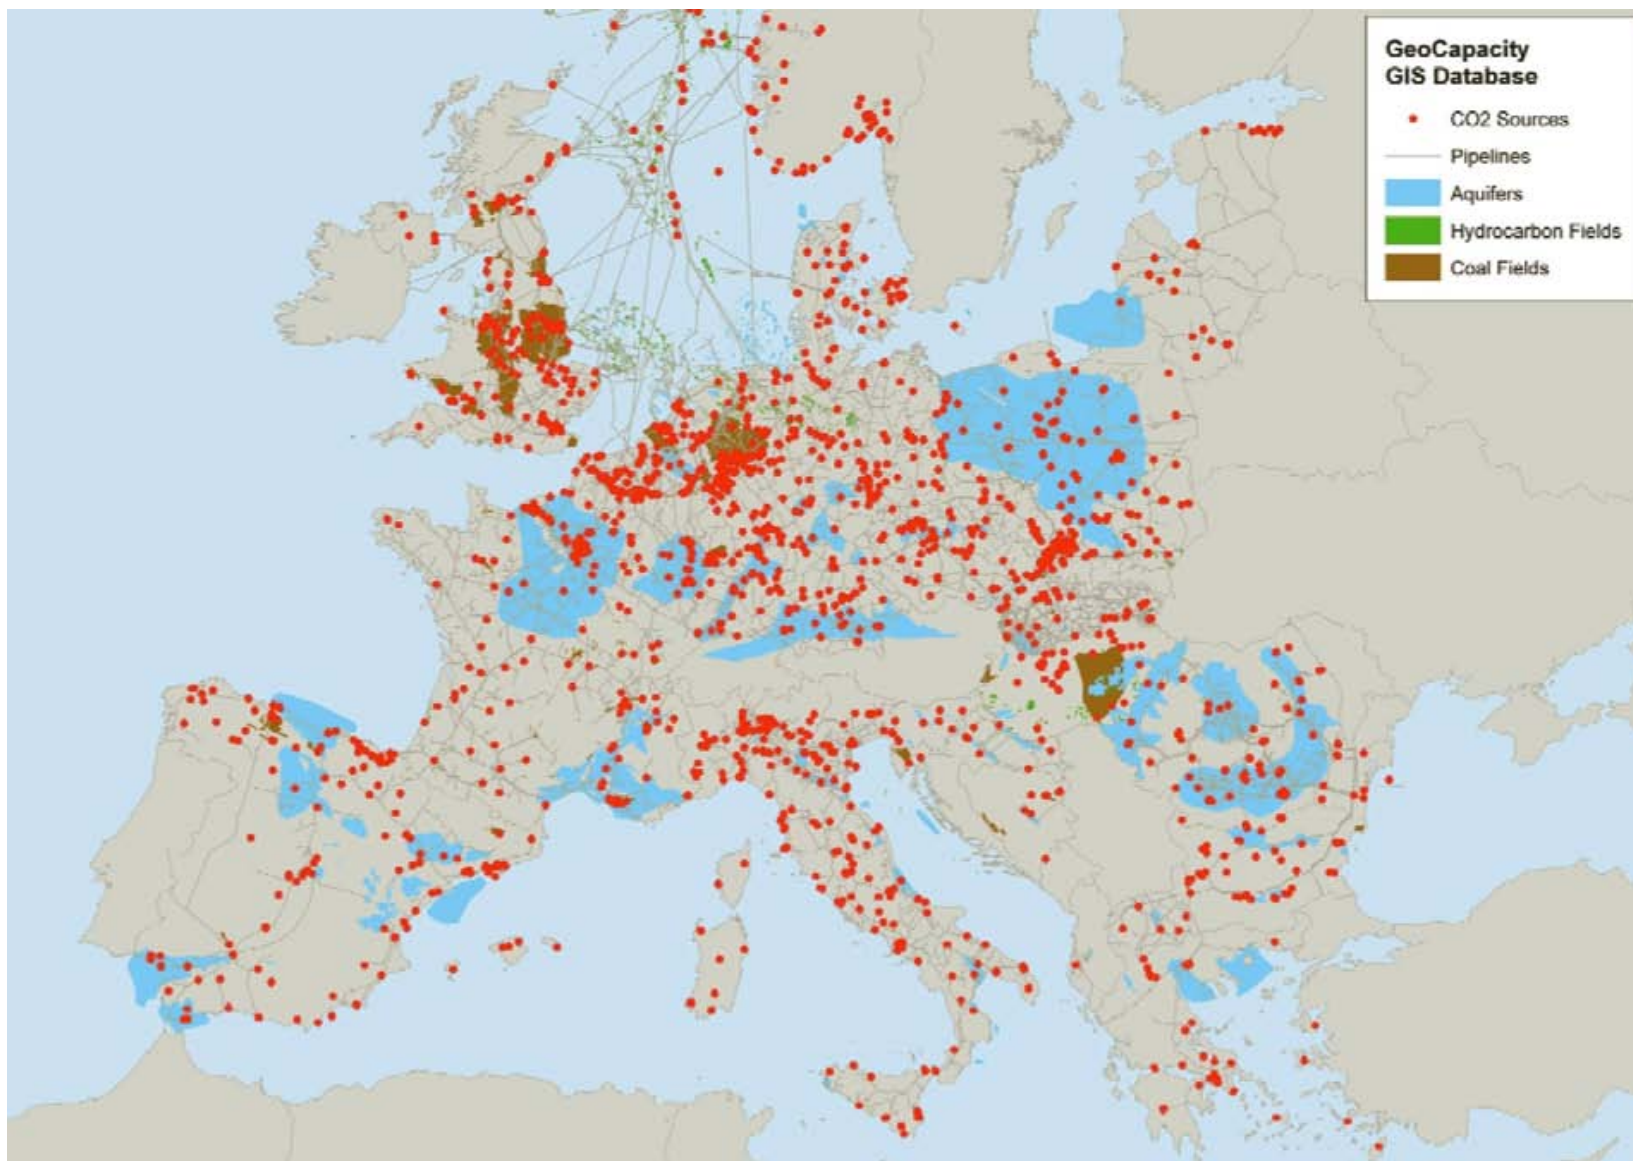 GeoCapacity
GIS Database
CO2 Sources
Pipelines
Aquifers
Hydrocarbon Fields
Coal Fields